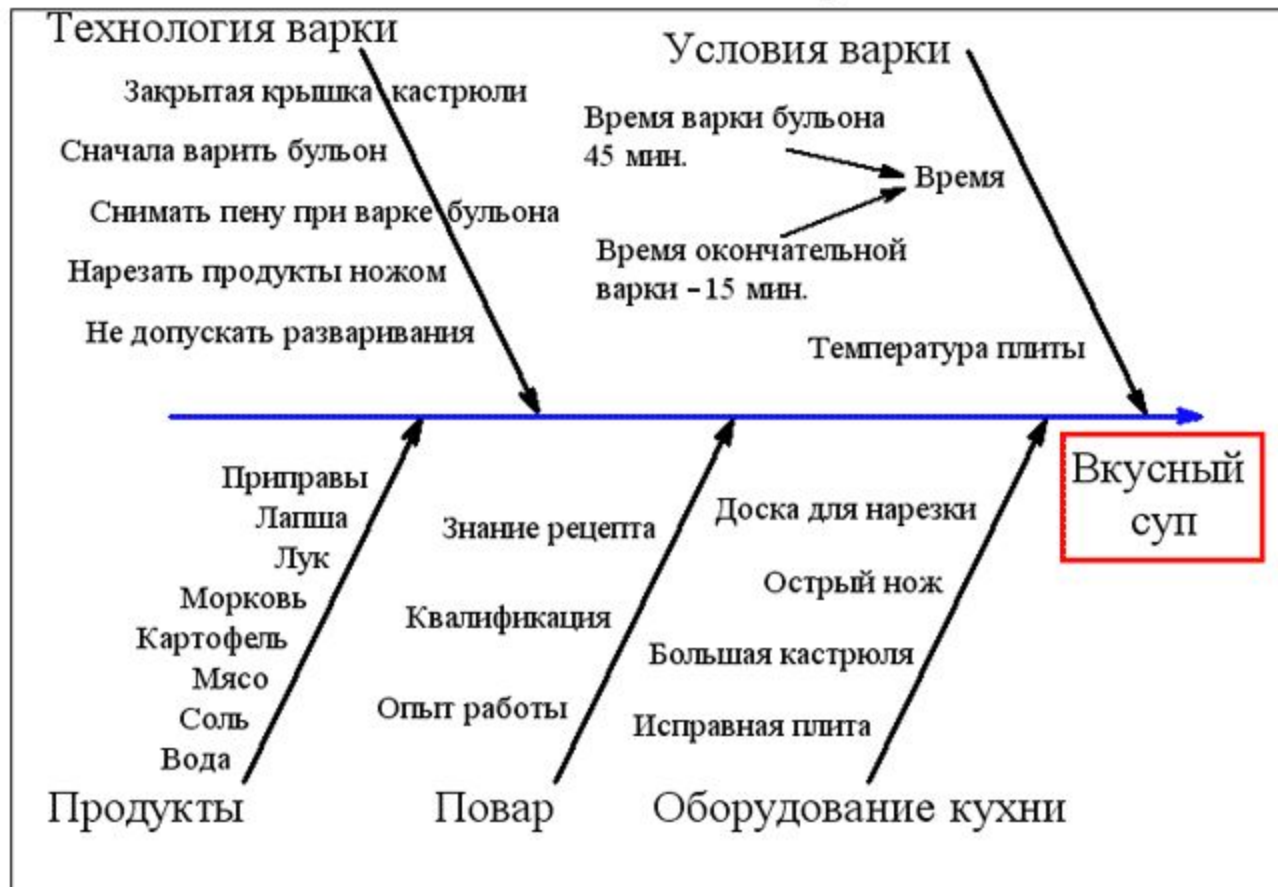 Технология варки
Закрытая крышка кастрюли
Сначала варить бульон
Снимать пену при варке бульона
Нарезать продукты ножом
Не допускать разваривания
Условия варки
Время варки бульона
45 мин.
Время
Время окончательной
варки –15 мин.
Температура плиты
Вкусный
суп
Приправы
Лапша
Лук
Морковь
Картофель
Мясо
Соль
Вода
Продукты
Знание рецепта
Квалификация
Опыт работы
Повар
Доска для нарезки
Острый нож
Большая кастрюля
Исправная плита
Оборудование кухни